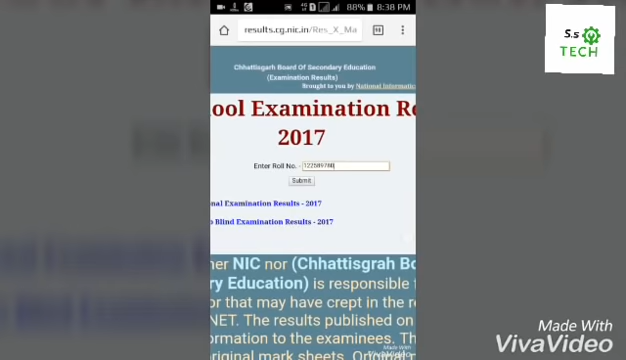 88% 8:38 PM
results.cg.nic.in/Res_X_Ma
S.s
TECH
Chhattisgarh Board Of Secondary Education
(Examination Results)
Brought to you by National Informatic
ool Examination Re
2017
Enter Roll No. - 122589760
Submit
nal Examination Results - 2017
o Blind Examination Results - 2017
her NIC nor (Chhattisgrah Bo
ry Education) is responsible
or that may have crept in the r
NET. The results published on
ormation to the examinees. Th
riginal mark sheets. Original m
Made With
VivaVideo